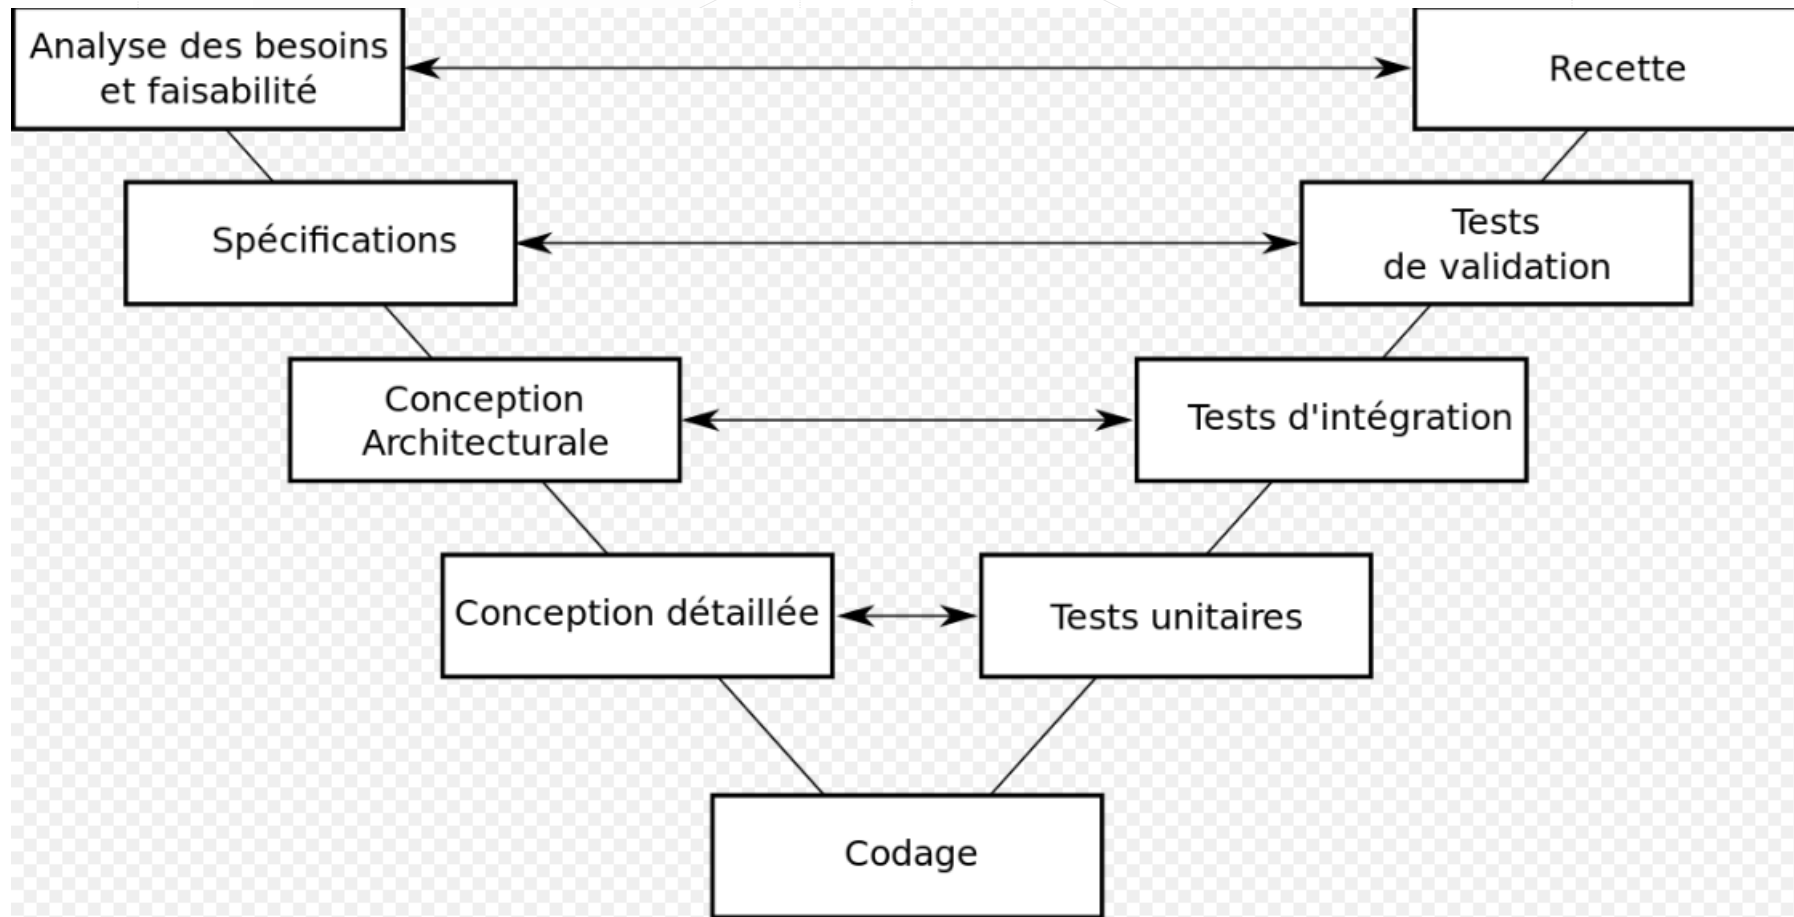 Analyse des besoins
et faisabilité
Recette
Spécifications
Tests
de validation
Conception
Architecturale
Tests d'intégration
Conception détaillée
Tests unitaires
Codage